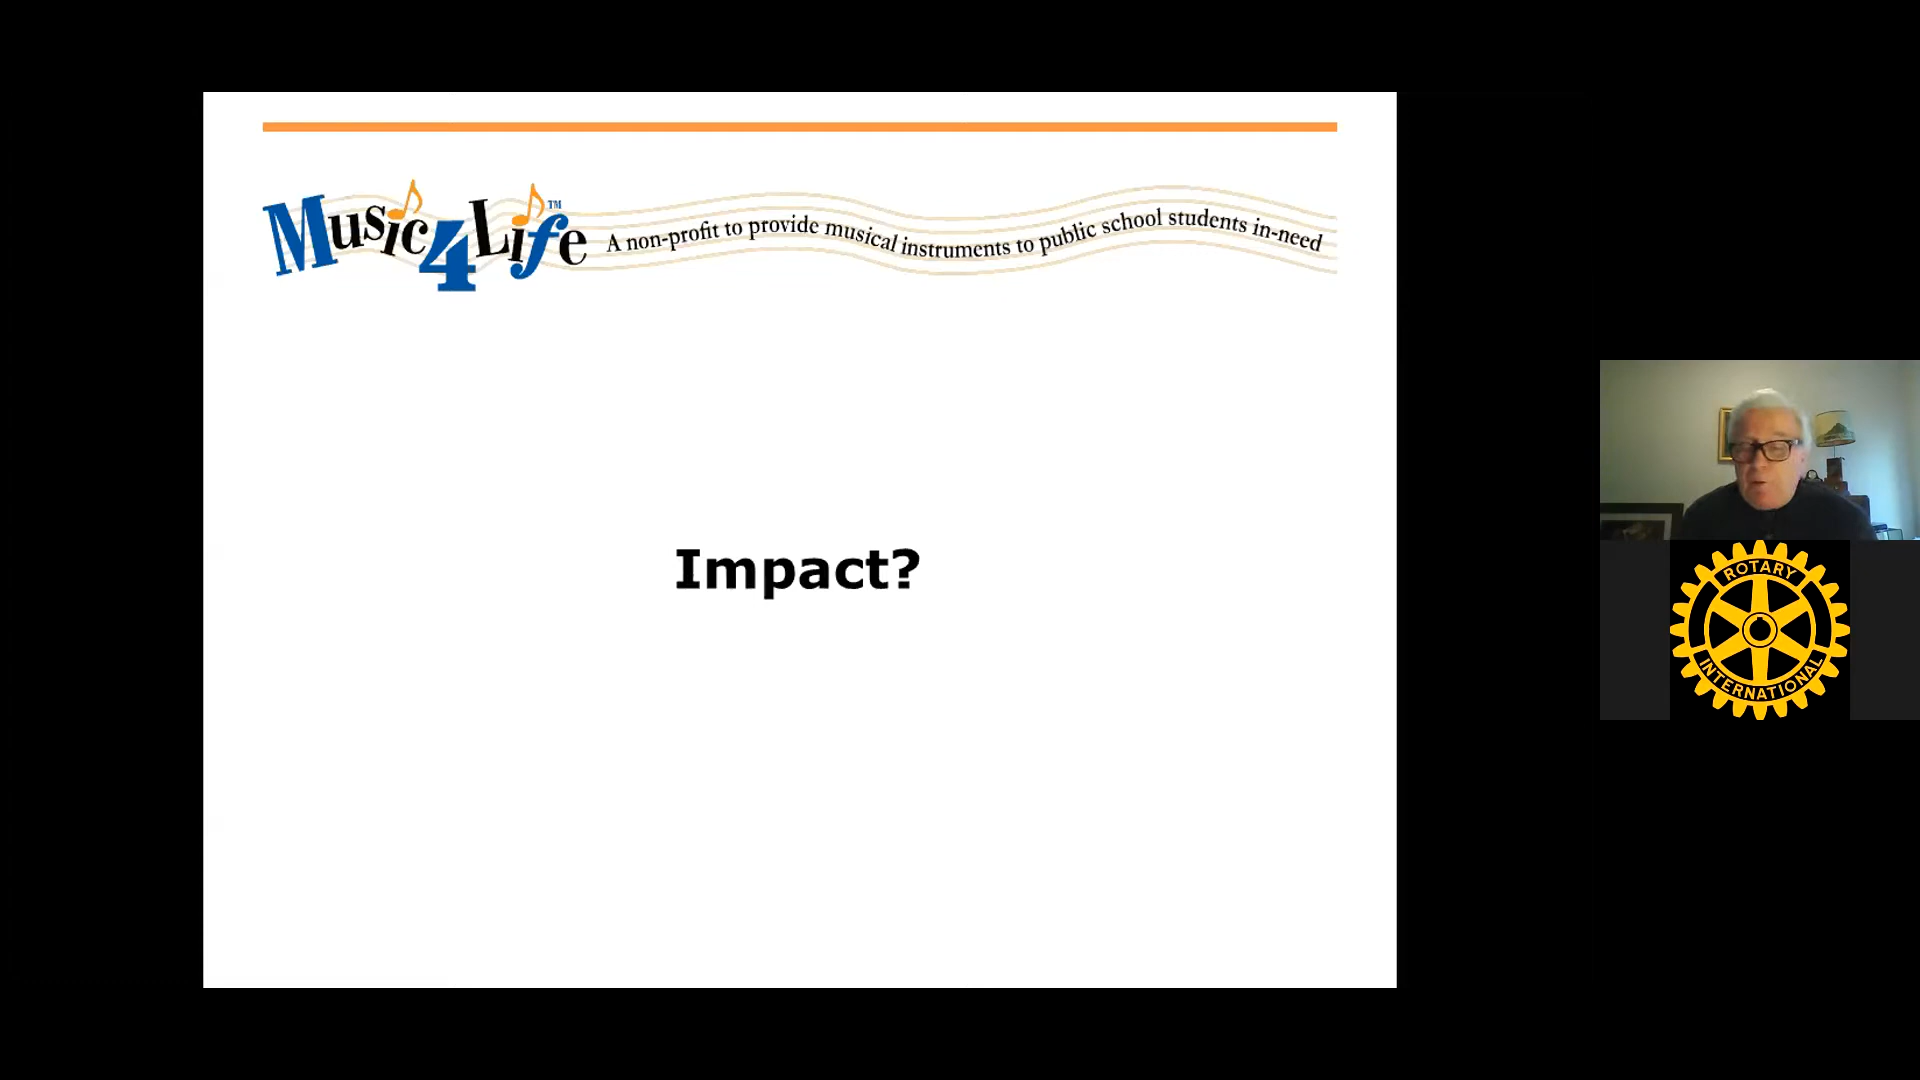 Music4Life™
A non-profit to provide musical instruments to public school students in-need
Impact?
ROTARY
INTERNATIONAL